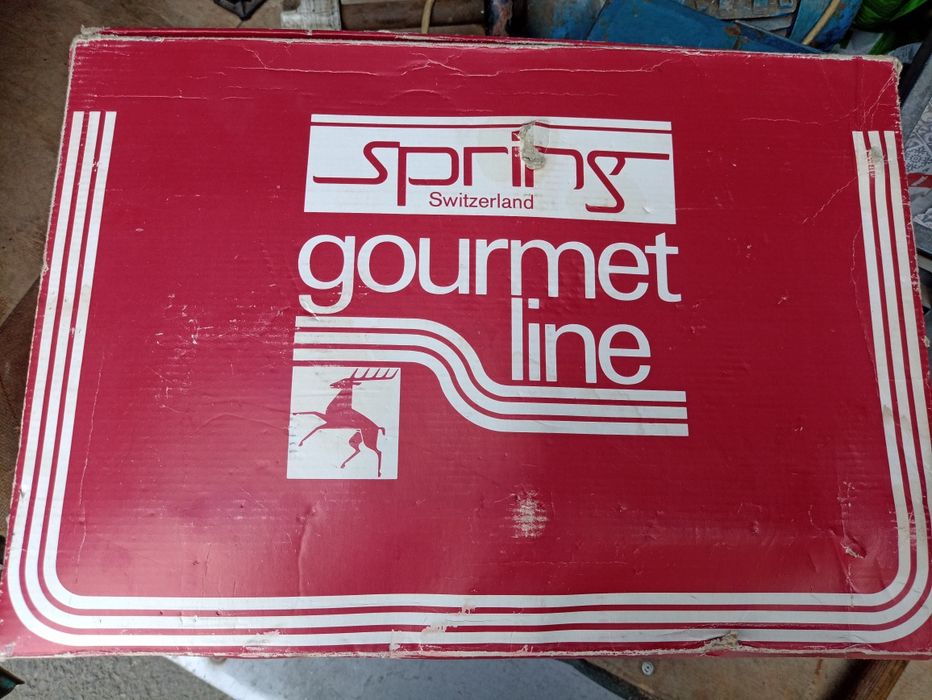 spring
Switzerland
gourmet
line